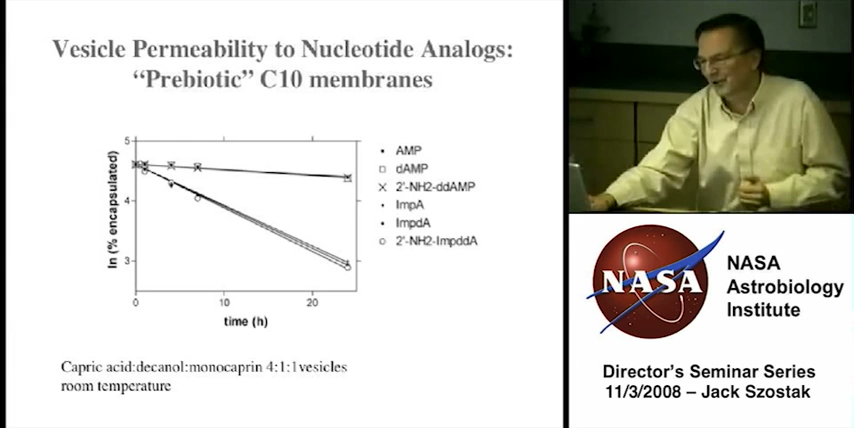 Vesicle Permeability to Nucleotide Analogs:
“Prebiotic” C10 membranes
5
4
3
ln (% encapsulated)
0
10
20
time (h)
AMP
dAMP
2'-NH2-ddAMP
ImpA
ImpdA
2'-NH2-ImpddA
Capric acid:decanol:monocaprin 4:1:1vesicles
room temperature
NASA
NASA
Astrobiology
Institute
Director's Seminar Series
11/3/2008 – Jack Szostak